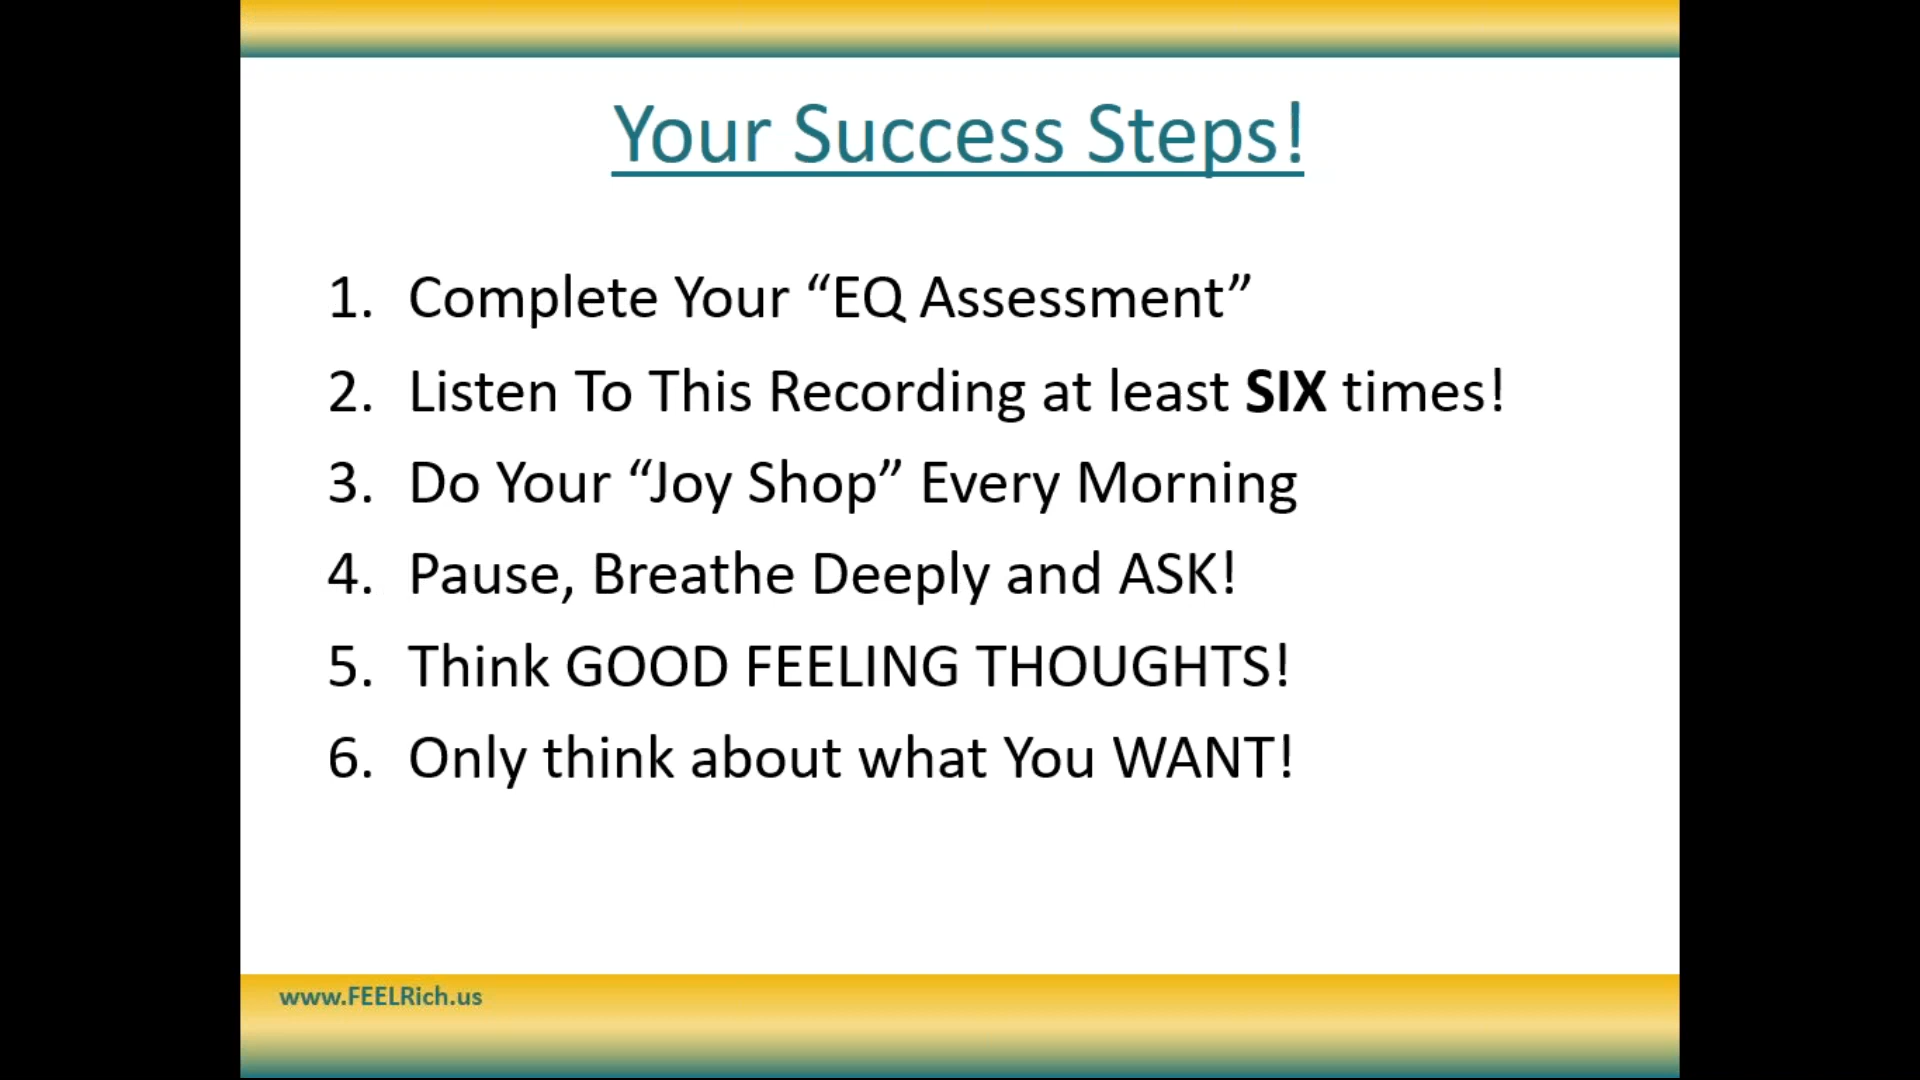 Your Success Steps!
1. Complete Your “EQ Assessment”
2. Listen To This Recording at least SIX times!
3. Do Your “Joy Shop” Every Morning
4. Pause, Breathe Deeply and ASK!
5. Think GOOD FEELING THOUGHTS!
6. Only think about what You WANT!
www.FEELRich.us